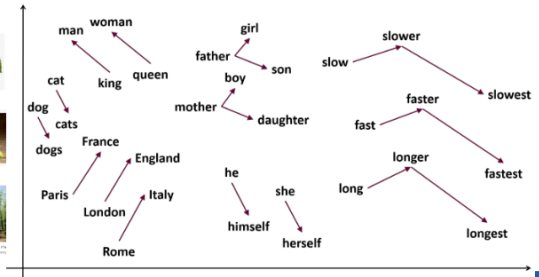 man
woman
king
queen
cat
cats
dog
dogs
France
England
Italy
Paris
London
Rome
girl
father
son
boy
mother
daughter
he
she
himself
herself
slow
slower
slowest
fast
faster
fastest
long
longer
longest